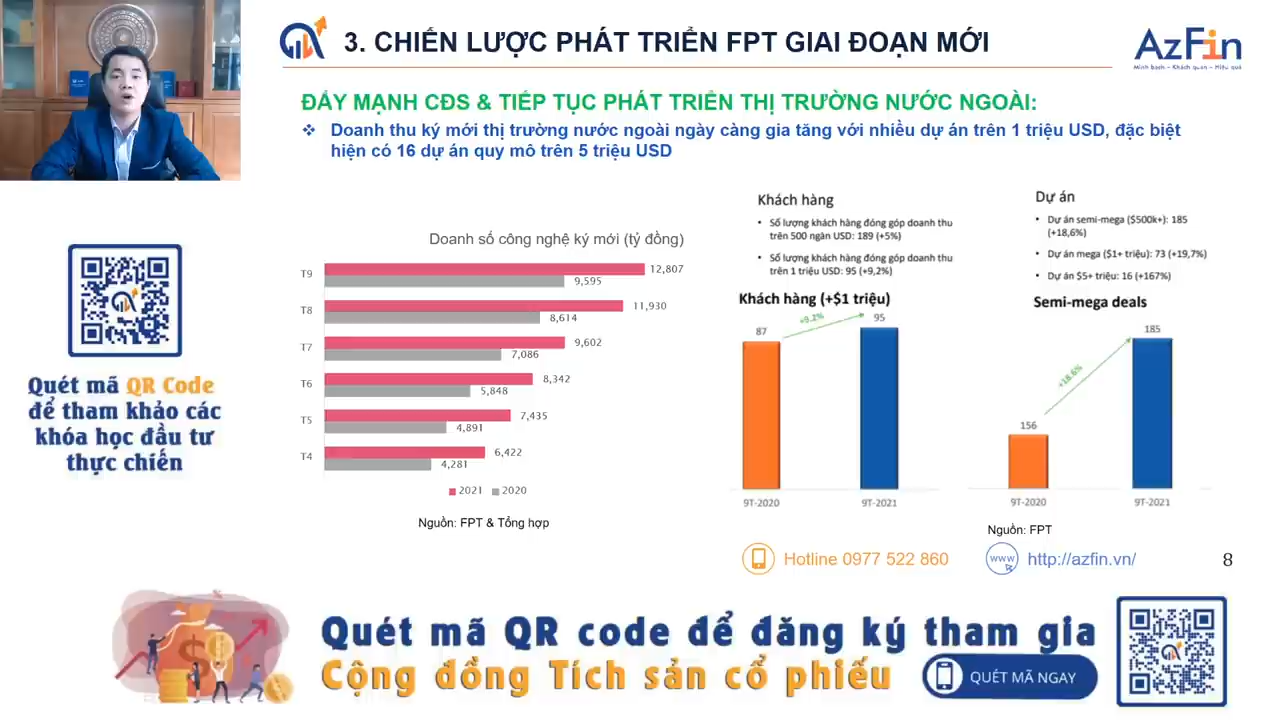 3. CHIẾN LƯỢC PHÁT TRIỂN FPT GIAI ĐOẠN MỚI
AzFin
Minh bạch - Khách quan - Hiệu quả
ĐẨY MẠNH CĐS & TIẾP TỤC PHÁT TRIỂN THỊ TRƯỜNG NƯỚC NGOÀI:
❖ Doanh thu ký mới thị trường nước ngoài ngày càng gia tăng với nhiều dự án trên 1 triệu USD, đặc biệt
hiện có 16 dự án quy mô trên 5 triệu USD
Quét mã QR Code
để tham khảo các
khóa học đầu tư
thực chiến
Doanh số công nghệ ký mới (tỷ đồng)
T9 12,807
9,595
T8 11,930
8,614
T7 9,602
7,086
T6 8,342
5,848
T5 7,435
4,891
T4 6,422
4,281
2021 2020
Nguồn: FPT & Tổng hợp
Khách hàng
• Số lượng khách hàng đóng góp doanh thu
trên 500 ngàn USD: 189 (+5%)
• Số lượng khách hàng đóng góp doanh thu
trên 1 triệu USD: 95 (+9,2%)
Khách hàng (+$1 triệu)
87
+9.2%
95
9T-2020 9T-2021
Dự án
• Dự án semi-mega ($500k+): 185
(+18,6%)
• Dự án mega ($1+ triệu): 73 (+19,7%)
• Dự án $5+ triệu: 16 (+167%)
Semi-mega deals
156
+18.6%
185
9T-2020 9T-2021
Nguồn: FPT
Hotline 0977 522 860
www
http://azfin.vn/
8
Quét mã QR code để đăng ký tham gia
Cộng đồng Tích sản cổ phiếu
QUÉT MÃ NGAY